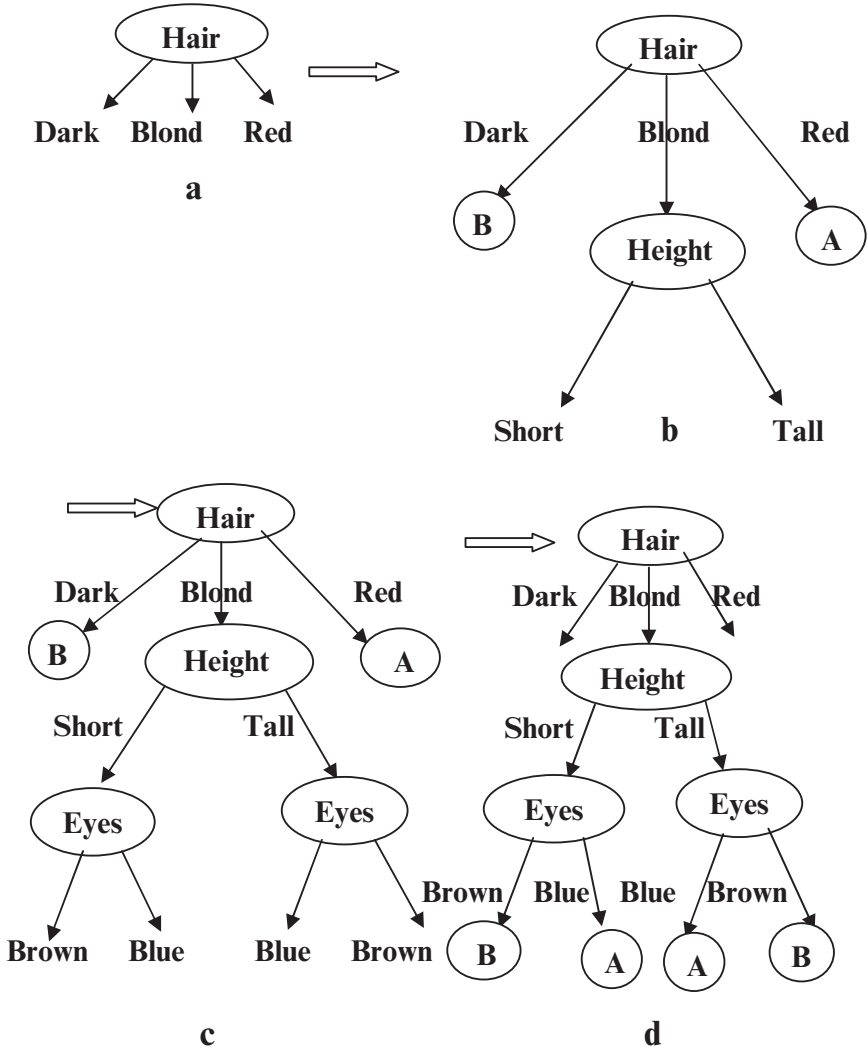 Hair
Dark Blond Red
a
Hair
Dark Blond Red
B
A
Height
Short Tall
b
Hair
Dark Blond Red
B
A
Height
Short Tall
Eyes Eyes
Brown Blue Blue Brown
c
Hair
Dark Blond Red
Height
Short Tall
Eyes Eyes
Brown Blue Blue Brown
B A A B
d